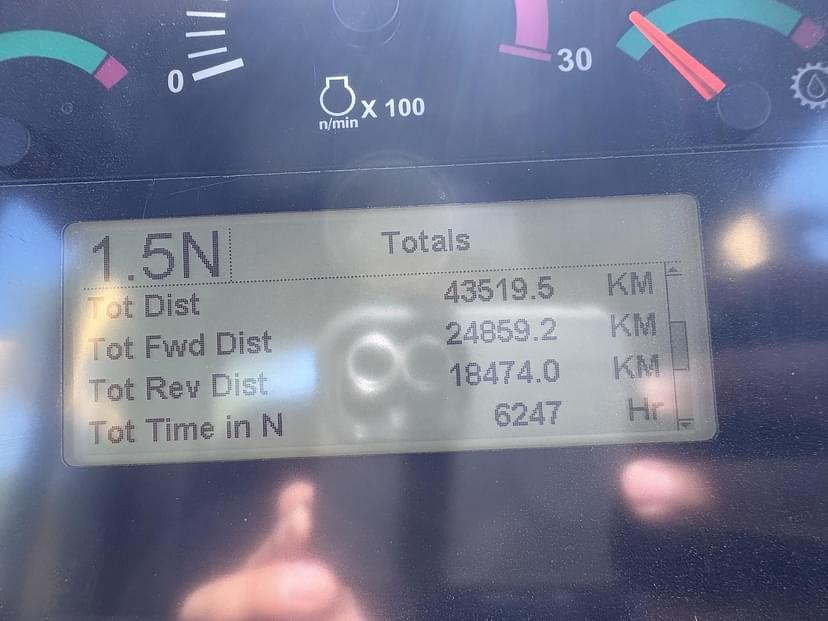 0
30
X 100
n/min
1.5N
Totals
Tot Dist 43519.5 KM
Tot Fwd Dist 24859.2 KM
Tot Rev Dist 18474.0 KM
Tot Time in N 6247 Hr